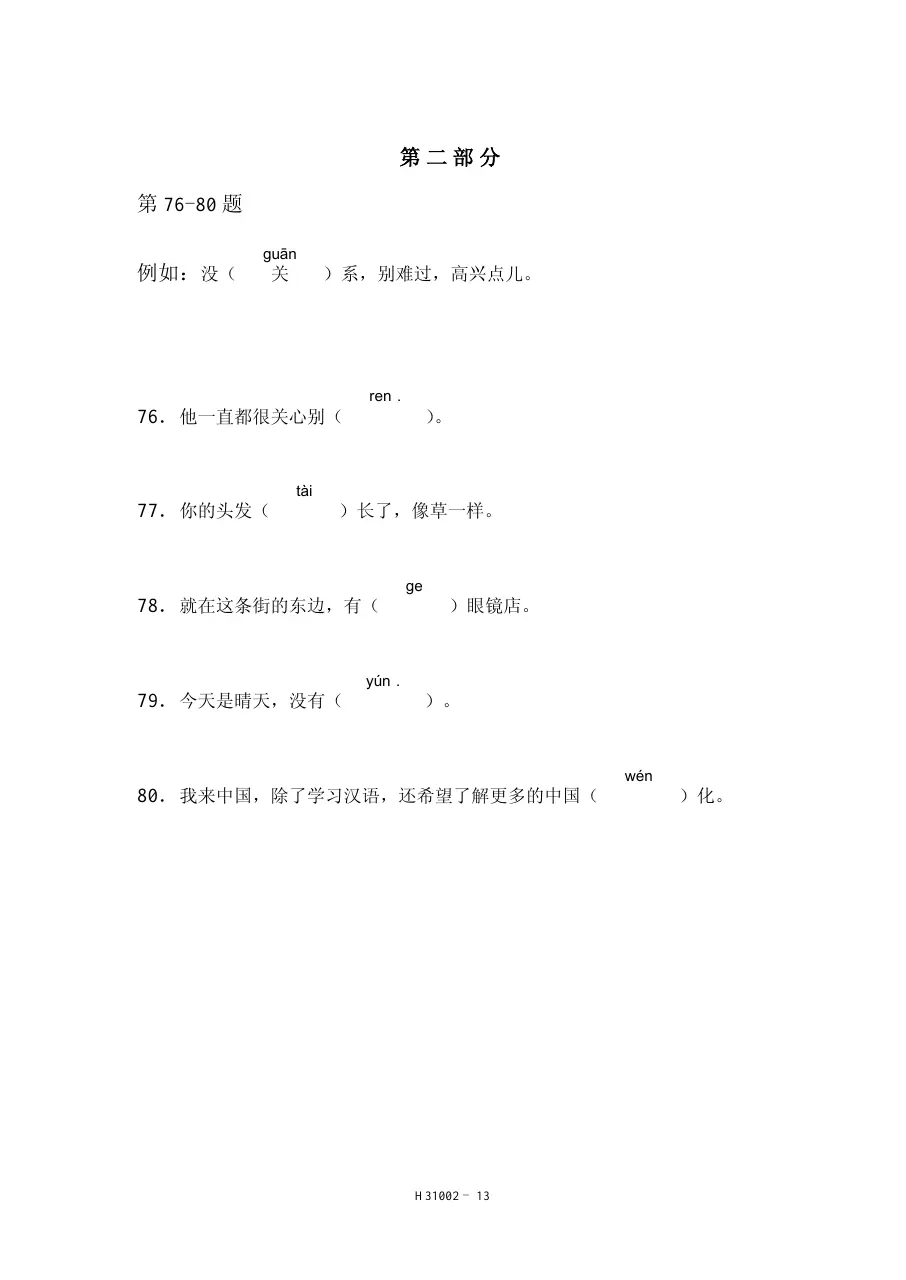 第二部分
第 76-80 题
guān
例如：没（ 关 ）系，别难过，高兴点儿。
ren .
76. 他一直都很关心别（ ）。
tài
77. 你的头发（ ）长了，像草一样。
ge
78. 就在这条街的东边，有（ ）眼镜店。
yún .
79. 今天是晴天，没有（ ）。
wén
80. 我来中国，除了学习汉语，还希望了解更多的中国（ ）化。
H31002 - 13